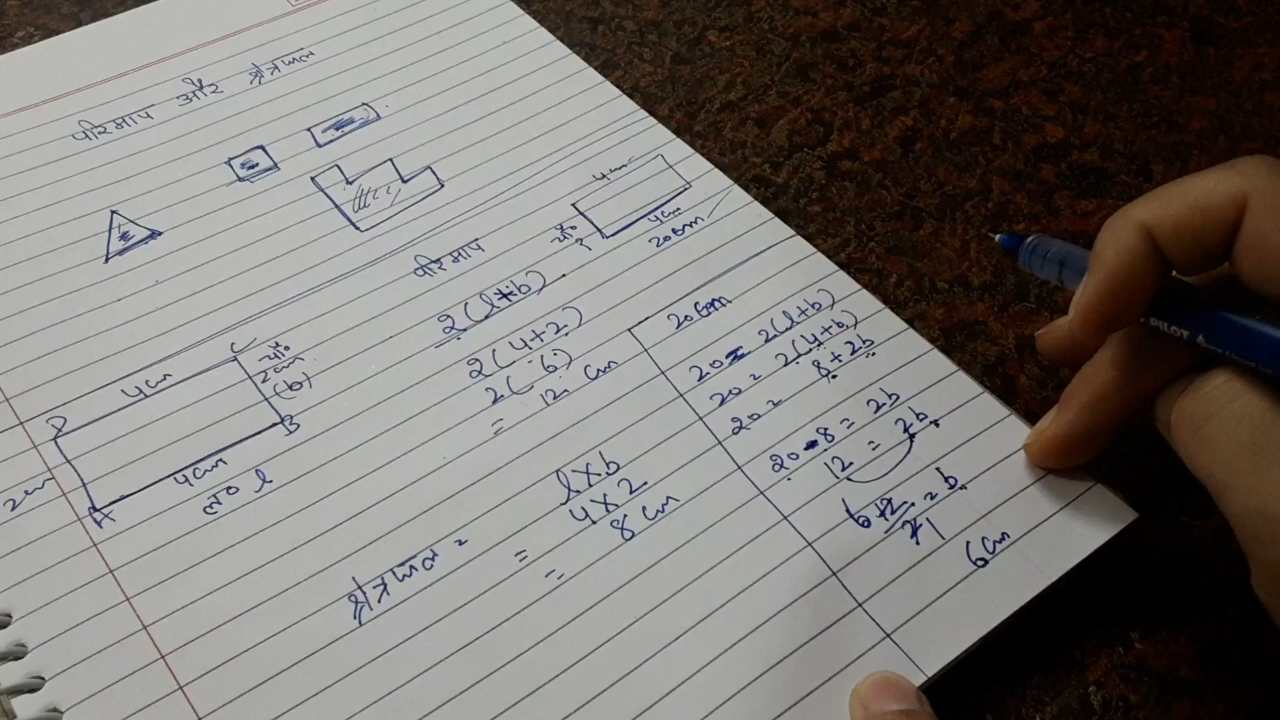 परिमाप और क्षेत्रफल
4cm
चौ०
?
4cm
20cm
परिमाप
2(l+b)
2(4+2)
2(6)
= 12 cm
D
4cm
C
चौ०
2cm
(b)
B
2cm
4cm
A
ल० l
क्षेत्रफल =
l×b
= 4×2
= 8 cm
20cm
20 = 2(l+b)
20 = 2(4+b)
20 = 8+2b
20-8 = 2b
12 = 2b
= b
6cm
PILOT